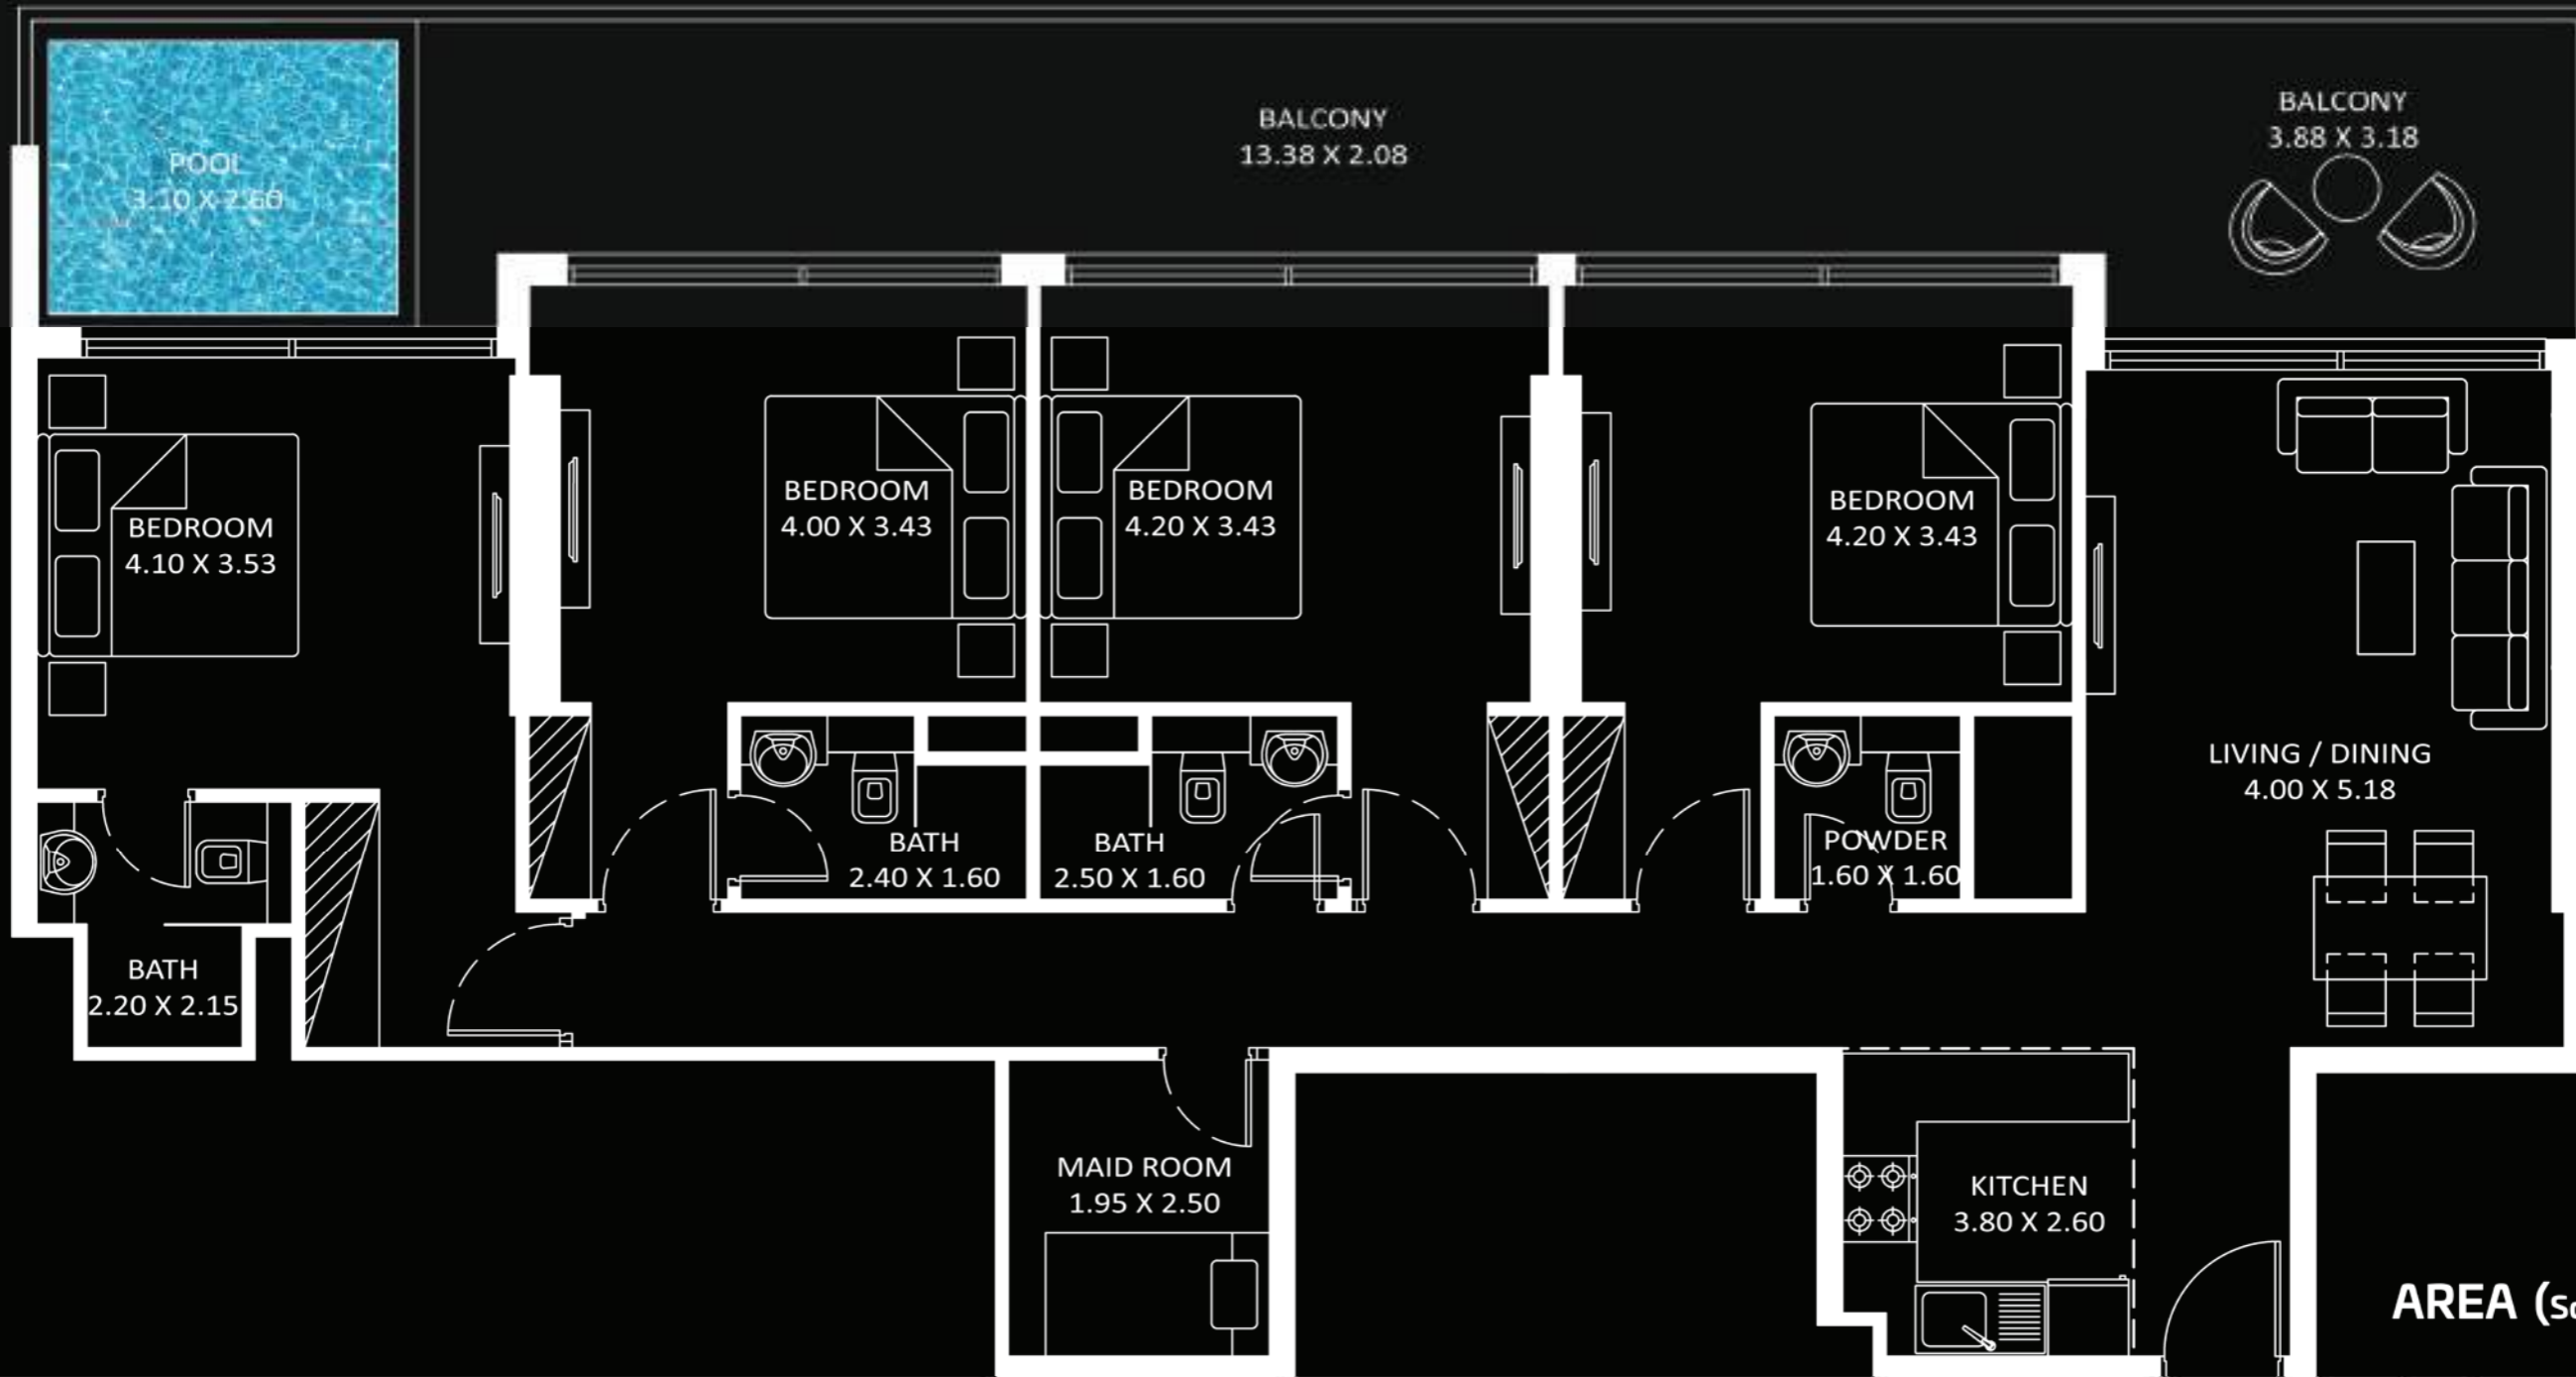 POOL
3.10 X 2.60
BALCONY
13.38 X 2.08
BALCONY
3.88 X 3.18
BEDROOM
4.10 X 3.53
BEDROOM
4.00 X 3.43
BEDROOM
4.20 X 3.43
BEDROOM
4.20 X 3.43
LIVING / DINING
4.00 X 5.18
BATH
2.40 X 1.60
BATH
2.50 X 1.60
POWDER
1.60 X 1.60
BATH
2.20 X 2.15
MAID ROOM
1.95 X 2.50
KITCHEN
3.80 X 2.60
AREA (